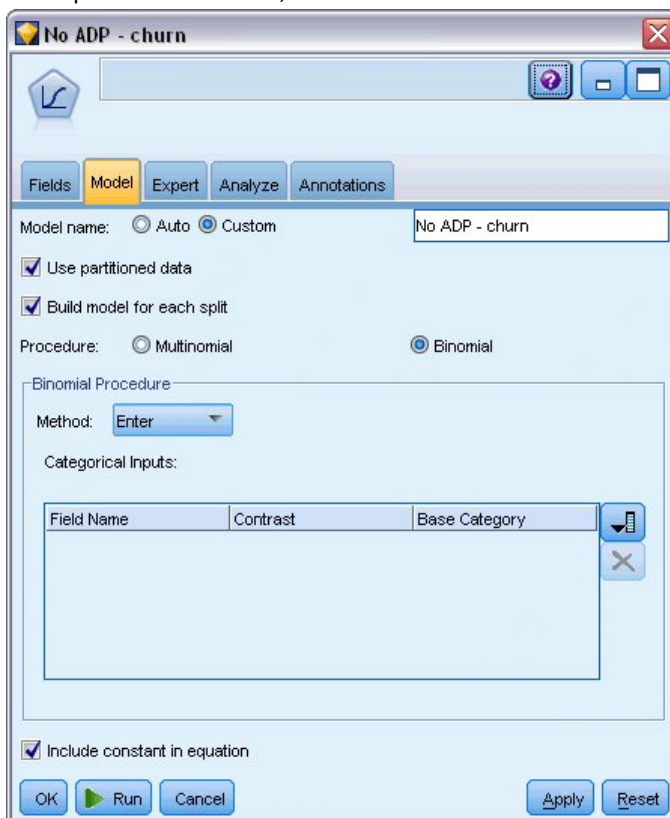 No ADP - churn
Fields Model Expert Analyze Annotations
Model name: Auto Custom No ADP - churn
Use partitioned data
Build model for each split
Procedure: Multinomial Binomial
Binomial Procedure
Method: Enter
Categorical Inputs:
Field Name Contrast Base Category
Include constant in equation
OK Run Cancel Apply Reset